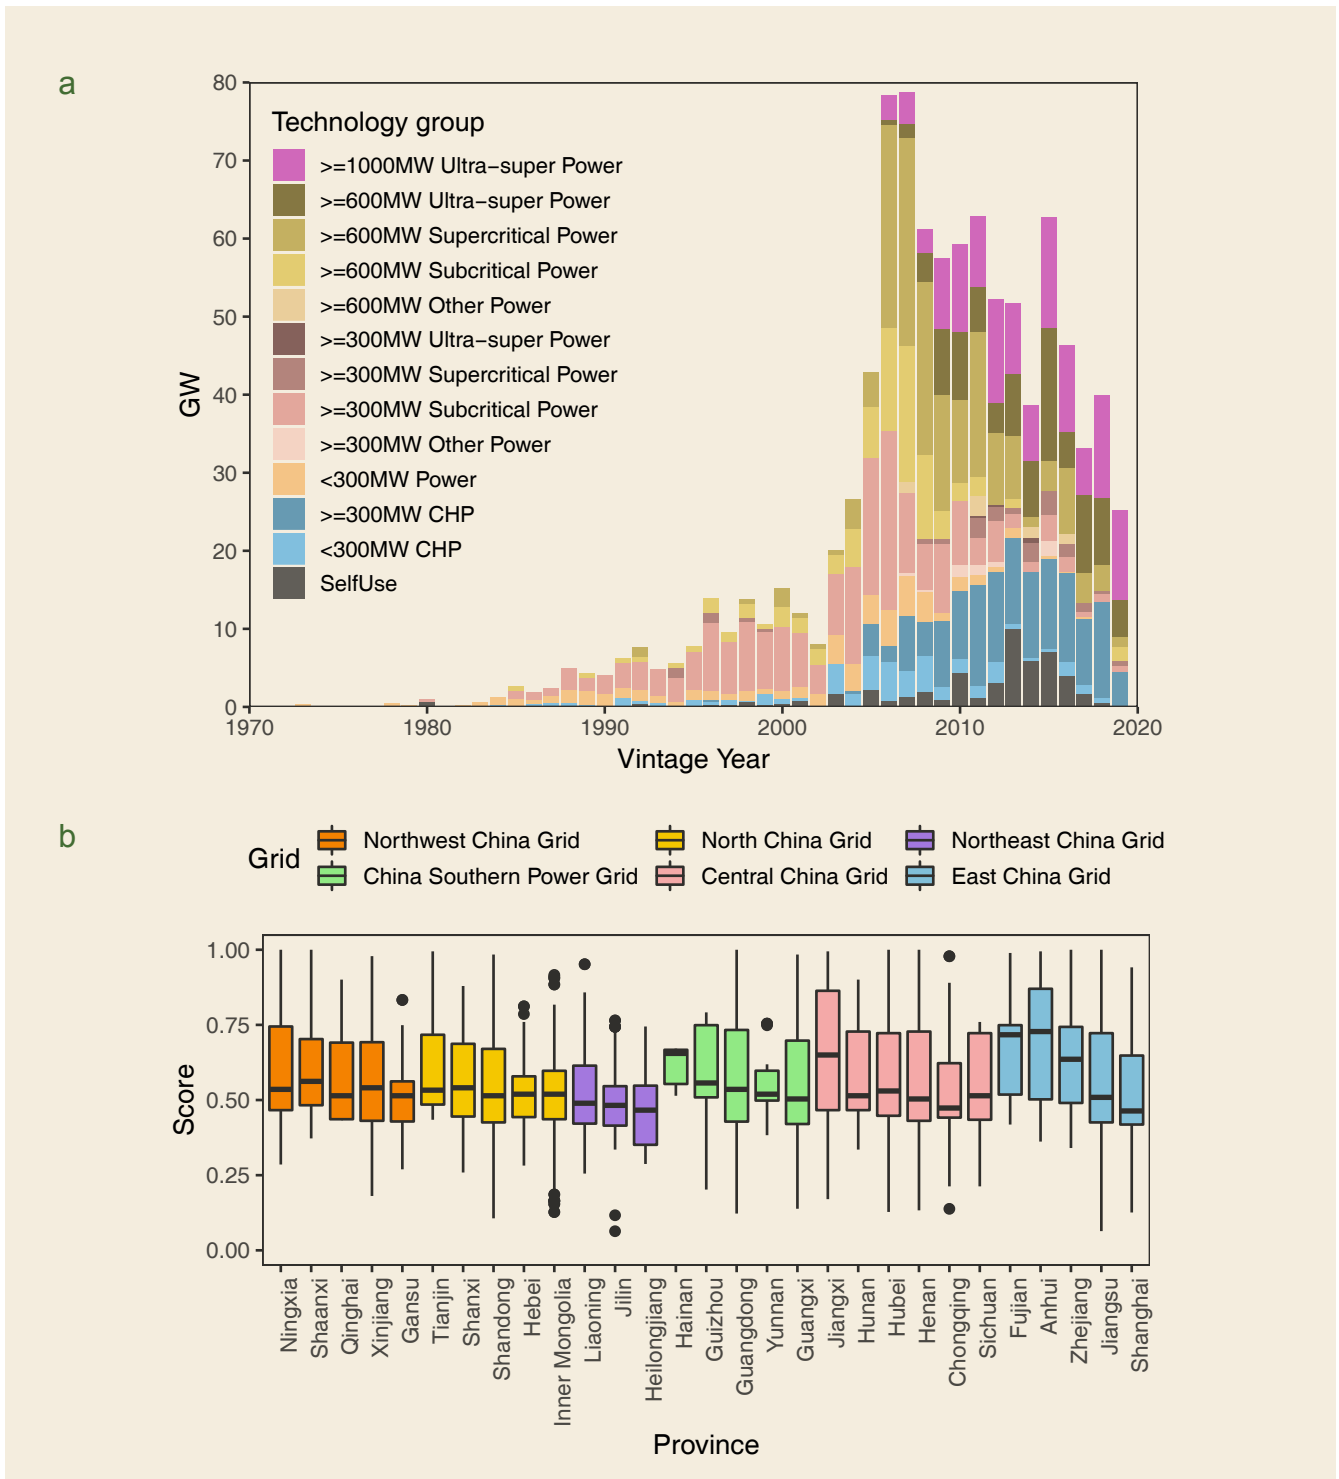 a
80
70
60
50
40
30
20
10
0
GW
Technology group
>=1000MW Ultra−super Power
>=600MW Ultra−super Power
>=600MW Supercritical Power
>=600MW Subcritical Power
>=600MW Other Power
>=300MW Ultra−super Power
>=300MW Supercritical Power
>=300MW Subcritical Power
>=300MW Other Power
<300MW Power
>=300MW CHP
<300MW CHP
SelfUse
1970 1980 1990 2000 2010 2020
Vintage Year
b
Grid
Northwest China Grid North China Grid Northeast China Grid
China Southern Power Grid Central China Grid East China Grid
1.00
0.75
0.50
0.25
0.00
Score
Ningxia
Shaanxi
Qinghai
Xinjiang
Gansu
Tianjin
Shanxi
Shandong
Hebei
Inner Mongolia
Liaoning
Jilin
Heilongjiang
Hainan
Guizhou
Guangdong
Yunnan
Guangxi
Jiangxi
Hunan
Hubei
Henan
Chongqing
Sichuan
Fujian
Anhui
Zhejiang
Jiangsu
Shanghai
Province